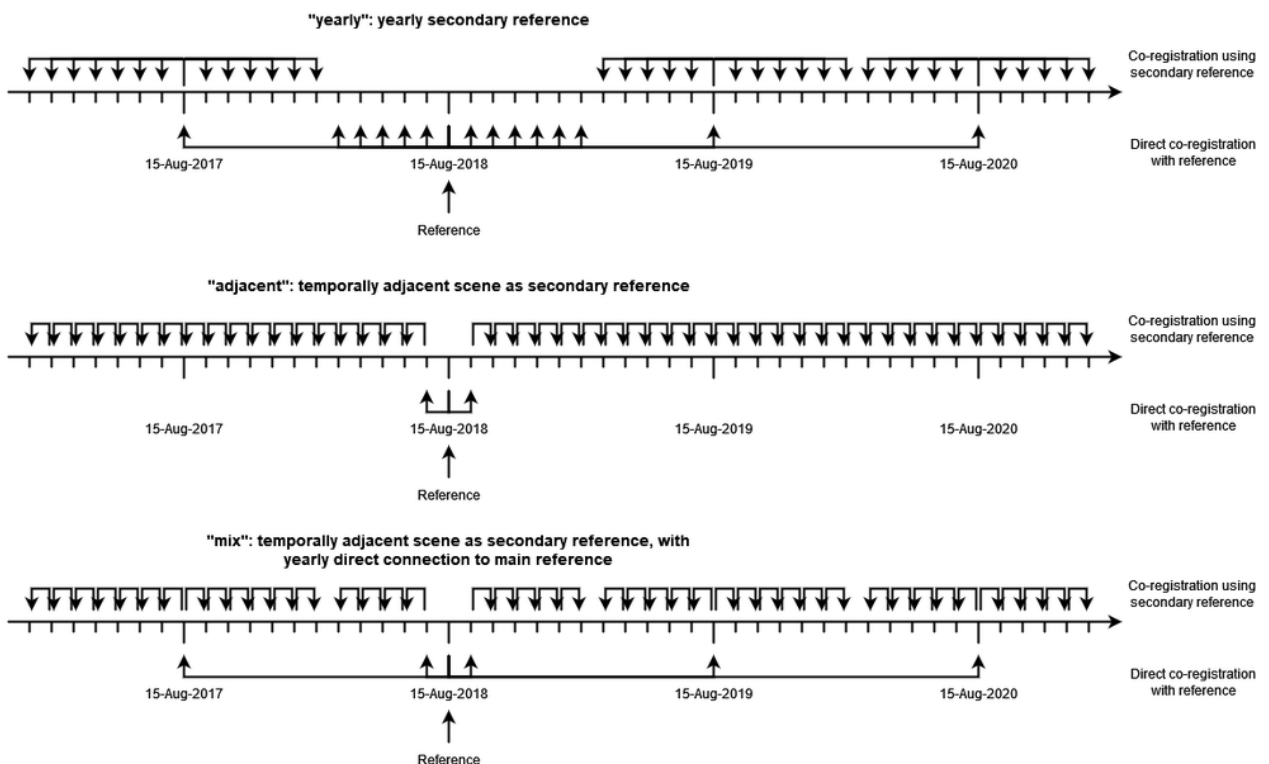 "yearly": yearly secondary reference
Co-registration using
secondary reference
Direct co-registration
with reference
15-Aug-2017
15-Aug-2018
15-Aug-2019
15-Aug-2020
Reference
"adjacent": temporally adjacent scene as secondary reference
Co-registration using
secondary reference
Direct co-registration
with reference
15-Aug-2017
15-Aug-2018
15-Aug-2019
15-Aug-2020
Reference
"mix": temporally adjacent scene as secondary reference, with
yearly direct connection to main reference
Co-registration using
secondary reference
Direct co-registration
with reference
15-Aug-2017
15-Aug-2018
15-Aug-2019
15-Aug-2020
Reference